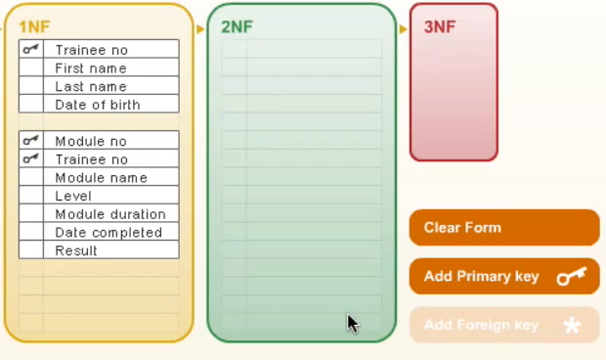 1NF
Trainee no
First name
Last name
Date of birth
Module no
Trainee no
Module name
Level
Module duration
Date completed
Result
2NF
3NF
Clear Form
Add Primary key
Add Foreign key